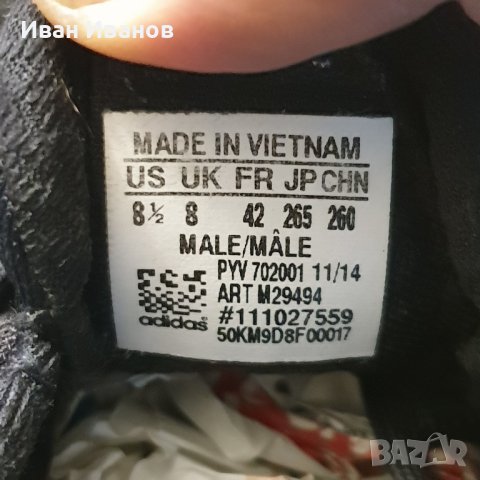 Иван Иванов
MADE IN VIETNAM
US UK FR JP CHN
8½ 8 42 265 260
MALE/MÂLE
PYV 702001 11/14
ART M29494
adidas #111027559
50KM9D8F00017
BAZAR